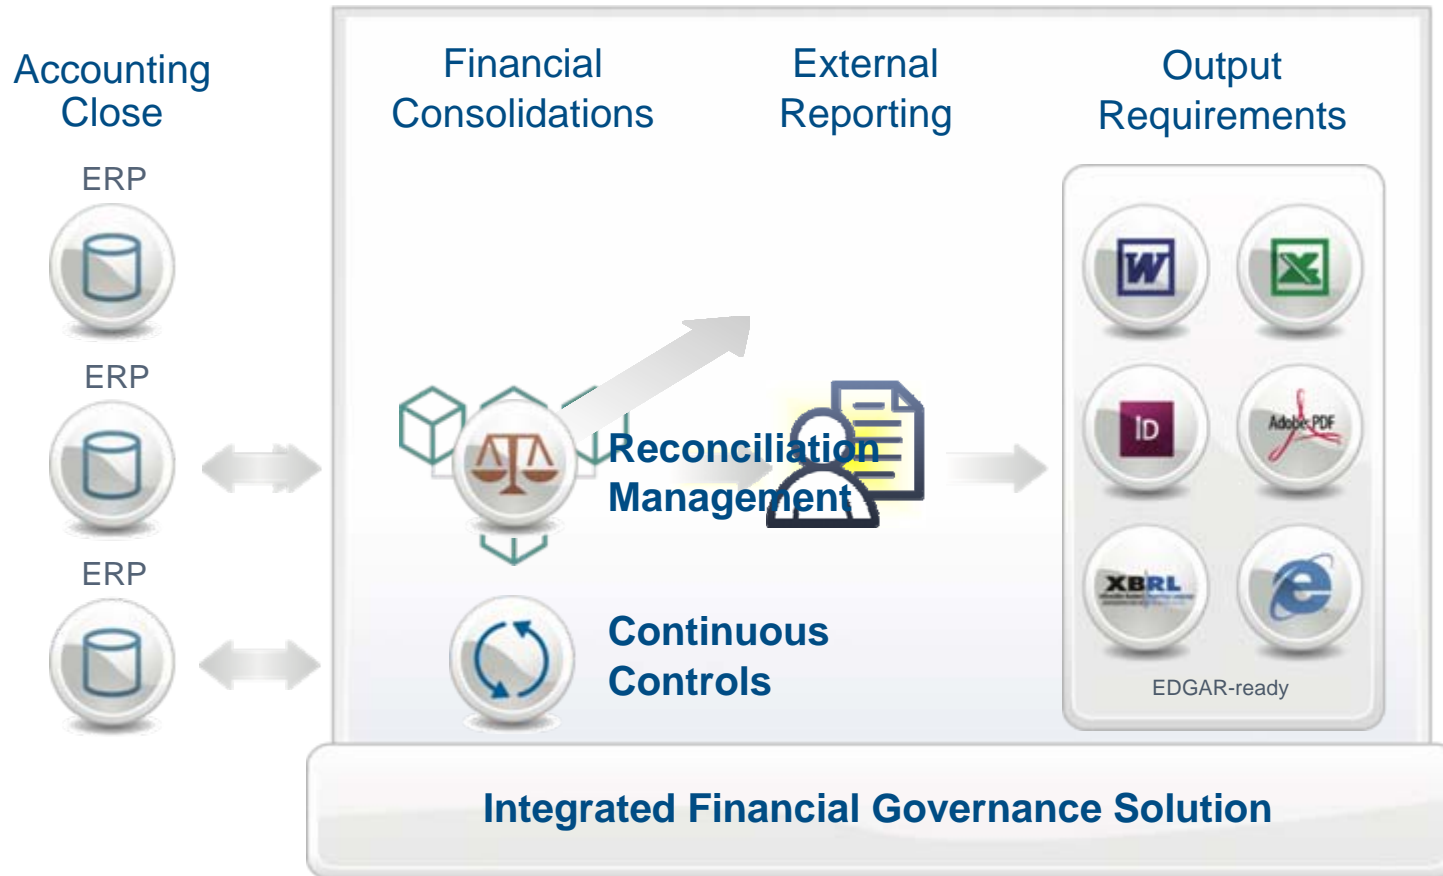 Accounting
Close
Financial
Consolidations
External
Reporting
Output
Requirements
ERP
ERP
ERP
Reconciliation
Management
Continuous
Controls
W
X
ID
Adobe PDF
XBRL
e
EDGAR-ready
Integrated Financial Governance Solution